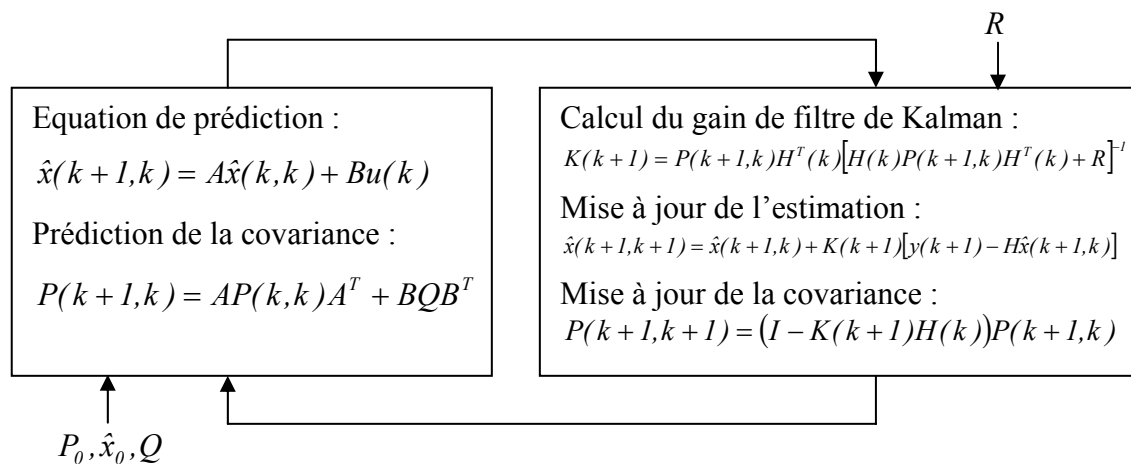 R
Equation de prédiction :
x̂(k + 1,k) = Ax̂(k,k) + Bu(k)
Prédiction de la covariance :
P(k + 1,k) = AP(k,k)A^T + BQB^T
Calcul du gain de filtre de Kalman :
K(k + 1) = P(k + 1,k)H^T(k)[H(k)P(k + 1,k)H^T(k) + R]^-1
Mise à jour de l’estimation :
x̂(k + 1,k + 1) = x̂(k + 1,k) + K(k + 1)[y(k + 1) − Hx̂(k + 1,k)]
Mise à jour de la covariance :
P(k + 1,k + 1) = (I − K(k + 1)H(k))P(k + 1,k)
P_0 , x̂_0 , Q